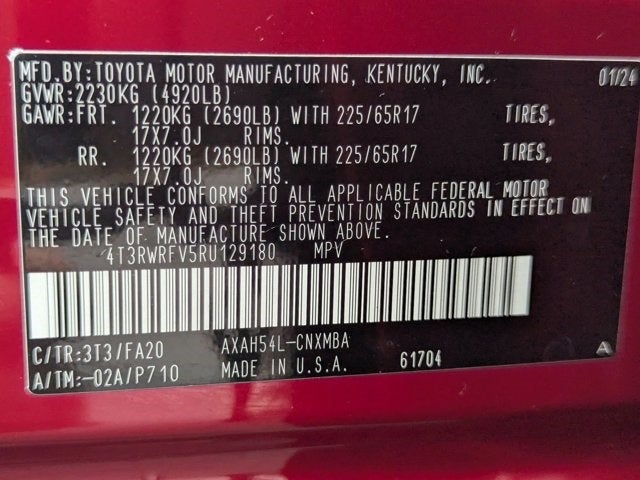 MFD.BY:TOYOTA MOTOR MANUFACTURING, KENTUCKY, INC. 01/24
GVWR:2230KG (4920LB)
GAWR:FRT. 1220KG (2690LB) WITH 225/65R17 TIRES,
17X7.0J RIMS.
RR. 1220KG (2690LB) WITH 225/65R17 TIRES,
17X7.0J RIMS.
THIS VEHICLE CONFORMS TO ALL APPLICABLE FEDERAL MOTOR
VEHICLE SAFETY AND THEFT PREVENTION STANDARDS IN EFFECT ON
THE DATE OF MANUFACTURE SHOWN ABOVE.
4T3RWRFV5RU129180 MPV
C/TR:3T3/FA20 AXAH54L-CNXMBA
A/TM:-02A/P710 MADE IN U.S.A. 61704 A